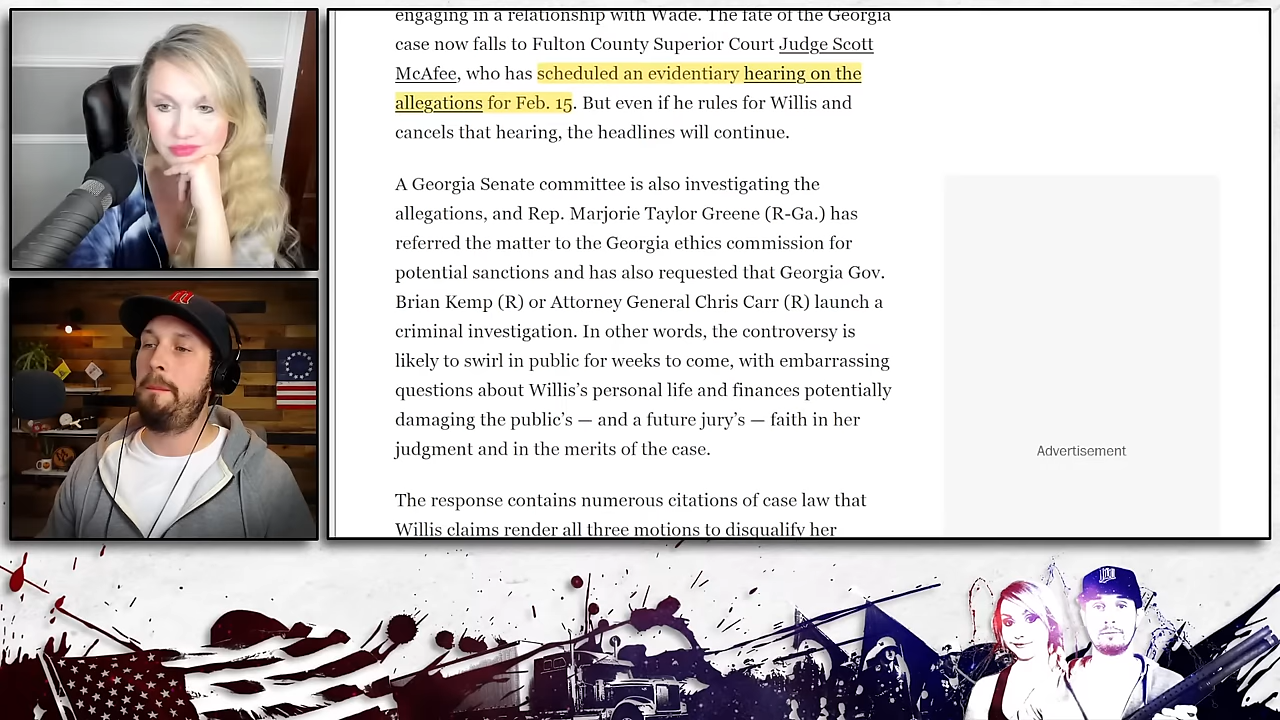 engaging in a relationship with Wade. The fate of the Georgia
case now falls to Fulton County Superior Court Judge Scott
McAfee, who has scheduled an evidentiary hearing on the
allegations for Feb. 15. But even if he rules for Willis and
cancels that hearing, the headlines will continue.
A Georgia Senate committee is also investigating the
allegations, and Rep. Marjorie Taylor Greene (R-Ga.) has
referred the matter to the Georgia ethics commission for
potential sanctions and has also requested that Georgia Gov.
Brian Kemp (R) or Attorney General Chris Carr (R) launch a
criminal investigation. In other words, the controversy is
likely to swirl in public for weeks to come, with embarrassing
questions about Willis’s personal life and finances potentially
damaging the public’s — and a future jury’s — faith in her
judgment and in the merits of the case.
The response contains numerous citations of case law that
Willis claims render all three motions to disqualify her
Advertisement